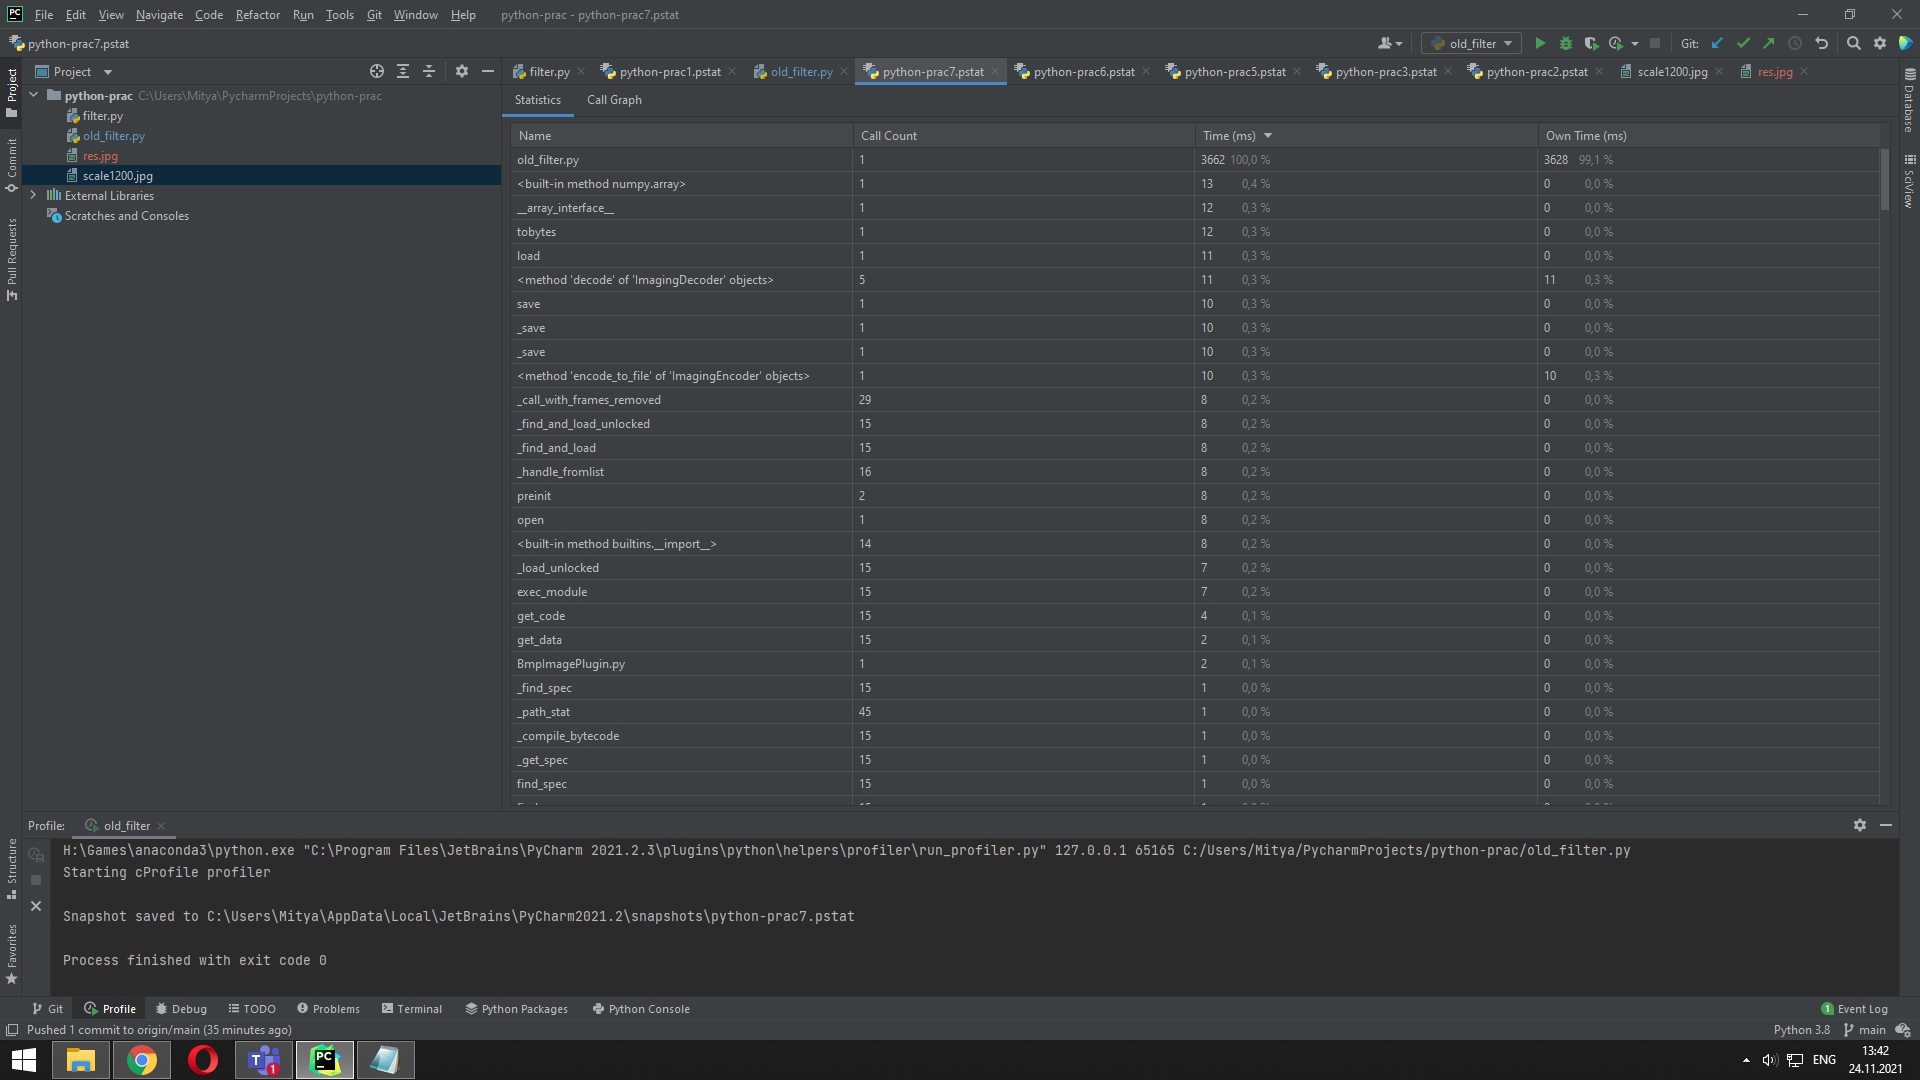 PC File Edit View Navigate Code Refactor Run Tools Git Window Help python-prac - python-prac7.pstat
python-prac7.pstat old_filter Git:
Project filter.py python-prac1.pstat old_filter.py python-prac7.pstat python-prac6.pstat python-prac5.pstat python-prac3.pstat python-prac2.pstat scale1200.jpg res.jpg
Project
Commit
Pull Requests
Structure
Favorites
Database
SciView
python-prac C:\Users\Mitya\PycharmProjects\python-prac
filter.py
old_filter.py
res.jpg
scale1200.jpg
External Libraries
Scratches and Consoles
Statistics Call Graph
Name Call Count Time (ms) Own Time (ms)
old_filter.py 1 3662 100,0 % 3628 99,1 %
<built-in method numpy.array> 1 13 0,4 % 0 0,0 %
__array_interface__ 1 12 0,3 % 0 0,0 %
tobytes 1 12 0,3 % 0 0,0 %
load 1 11 0,3 % 0 0,0 %
<method 'decode' of 'ImagingDecoder' objects> 5 11 0,3 % 11 0,3 %
save 1 10 0,3 % 0 0,0 %
_save 1 10 0,3 % 0 0,0 %
_save 1 10 0,3 % 0 0,0 %
<method 'encode_to_file' of 'ImagingEncoder' objects> 1 10 0,3 % 10 0,3 %
_call_with_frames_removed 29 8 0,2 % 0 0,0 %
_find_and_load_unlocked 15 8 0,2 % 0 0,0 %
_find_and_load 15 8 0,2 % 0 0,0 %
_handle_fromlist 16 8 0,2 % 0 0,0 %
preinit 2 8 0,2 % 0 0,0 %
open 1 8 0,2 % 0 0,0 %
<built-in method builtins.__import__> 14 8 0,2 % 0 0,0 %
_load_unlocked 15 7 0,2 % 0 0,0 %
exec_module 15 7 0,2 % 0 0,0 %
get_code 15 4 0,1 % 0 0,0 %
get_data 15 2 0,1 % 0 0,0 %
BmpImagePlugin.py 1 2 0,1 % 0 0,0 %
_find_spec 15 1 0,0 % 0 0,0 %
_path_stat 45 1 0,0 % 0 0,0 %
_compile_bytecode 15 1 0,0 % 0 0,0 %
_get_spec 15 1 0,0 % 0 0,0 %
find_spec 15 1 0,0 % 0 0,0 %
Profile: old_filter
H:\Games\anaconda3\python.exe "C:\Program Files\JetBrains\PyCharm 2021.2.3\plugins\python\helpers\profiler\run_profiler.py" 127.0.0.1 65165 C:/Users/Mitya/PycharmProjects/python-prac/old_filter.py
Starting cProfile profiler
Snapshot saved to C:\Users\Mitya\AppData\Local\JetBrains\PyCharm2021.2\snapshots\python-prac7.pstat
Process finished with exit code 0
Git Profile Debug TODO Problems Terminal Python Packages Python Console 1 Event Log
Pushed 1 commit to origin/main (35 minutes ago) Python 3.8 main
T 1 PC ENG 13:42
24.11.2021